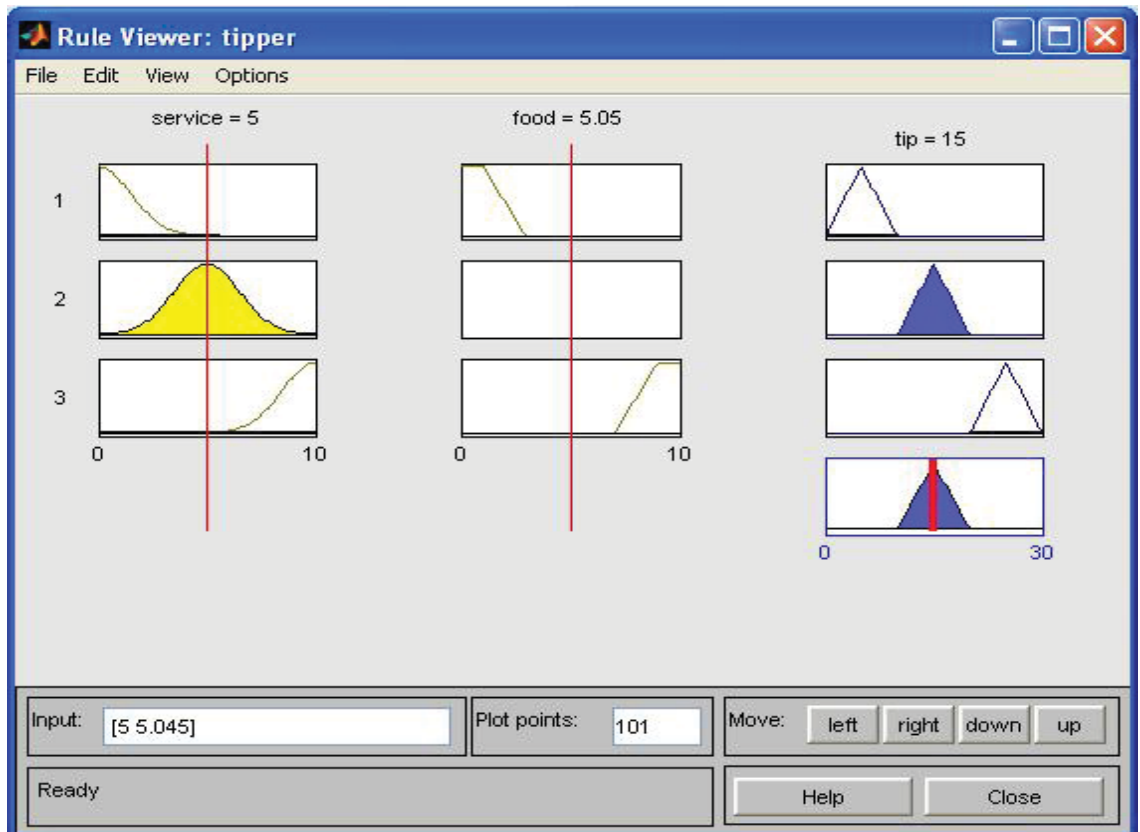 Rule Viewer: tipper
File Edit View Options
service = 5
food = 5.05
tip = 15
1
2
3
0 10
0 10
0 30
Input: [5 5.045]
Plot points: 101
Move: left right down up
Ready
Help Close